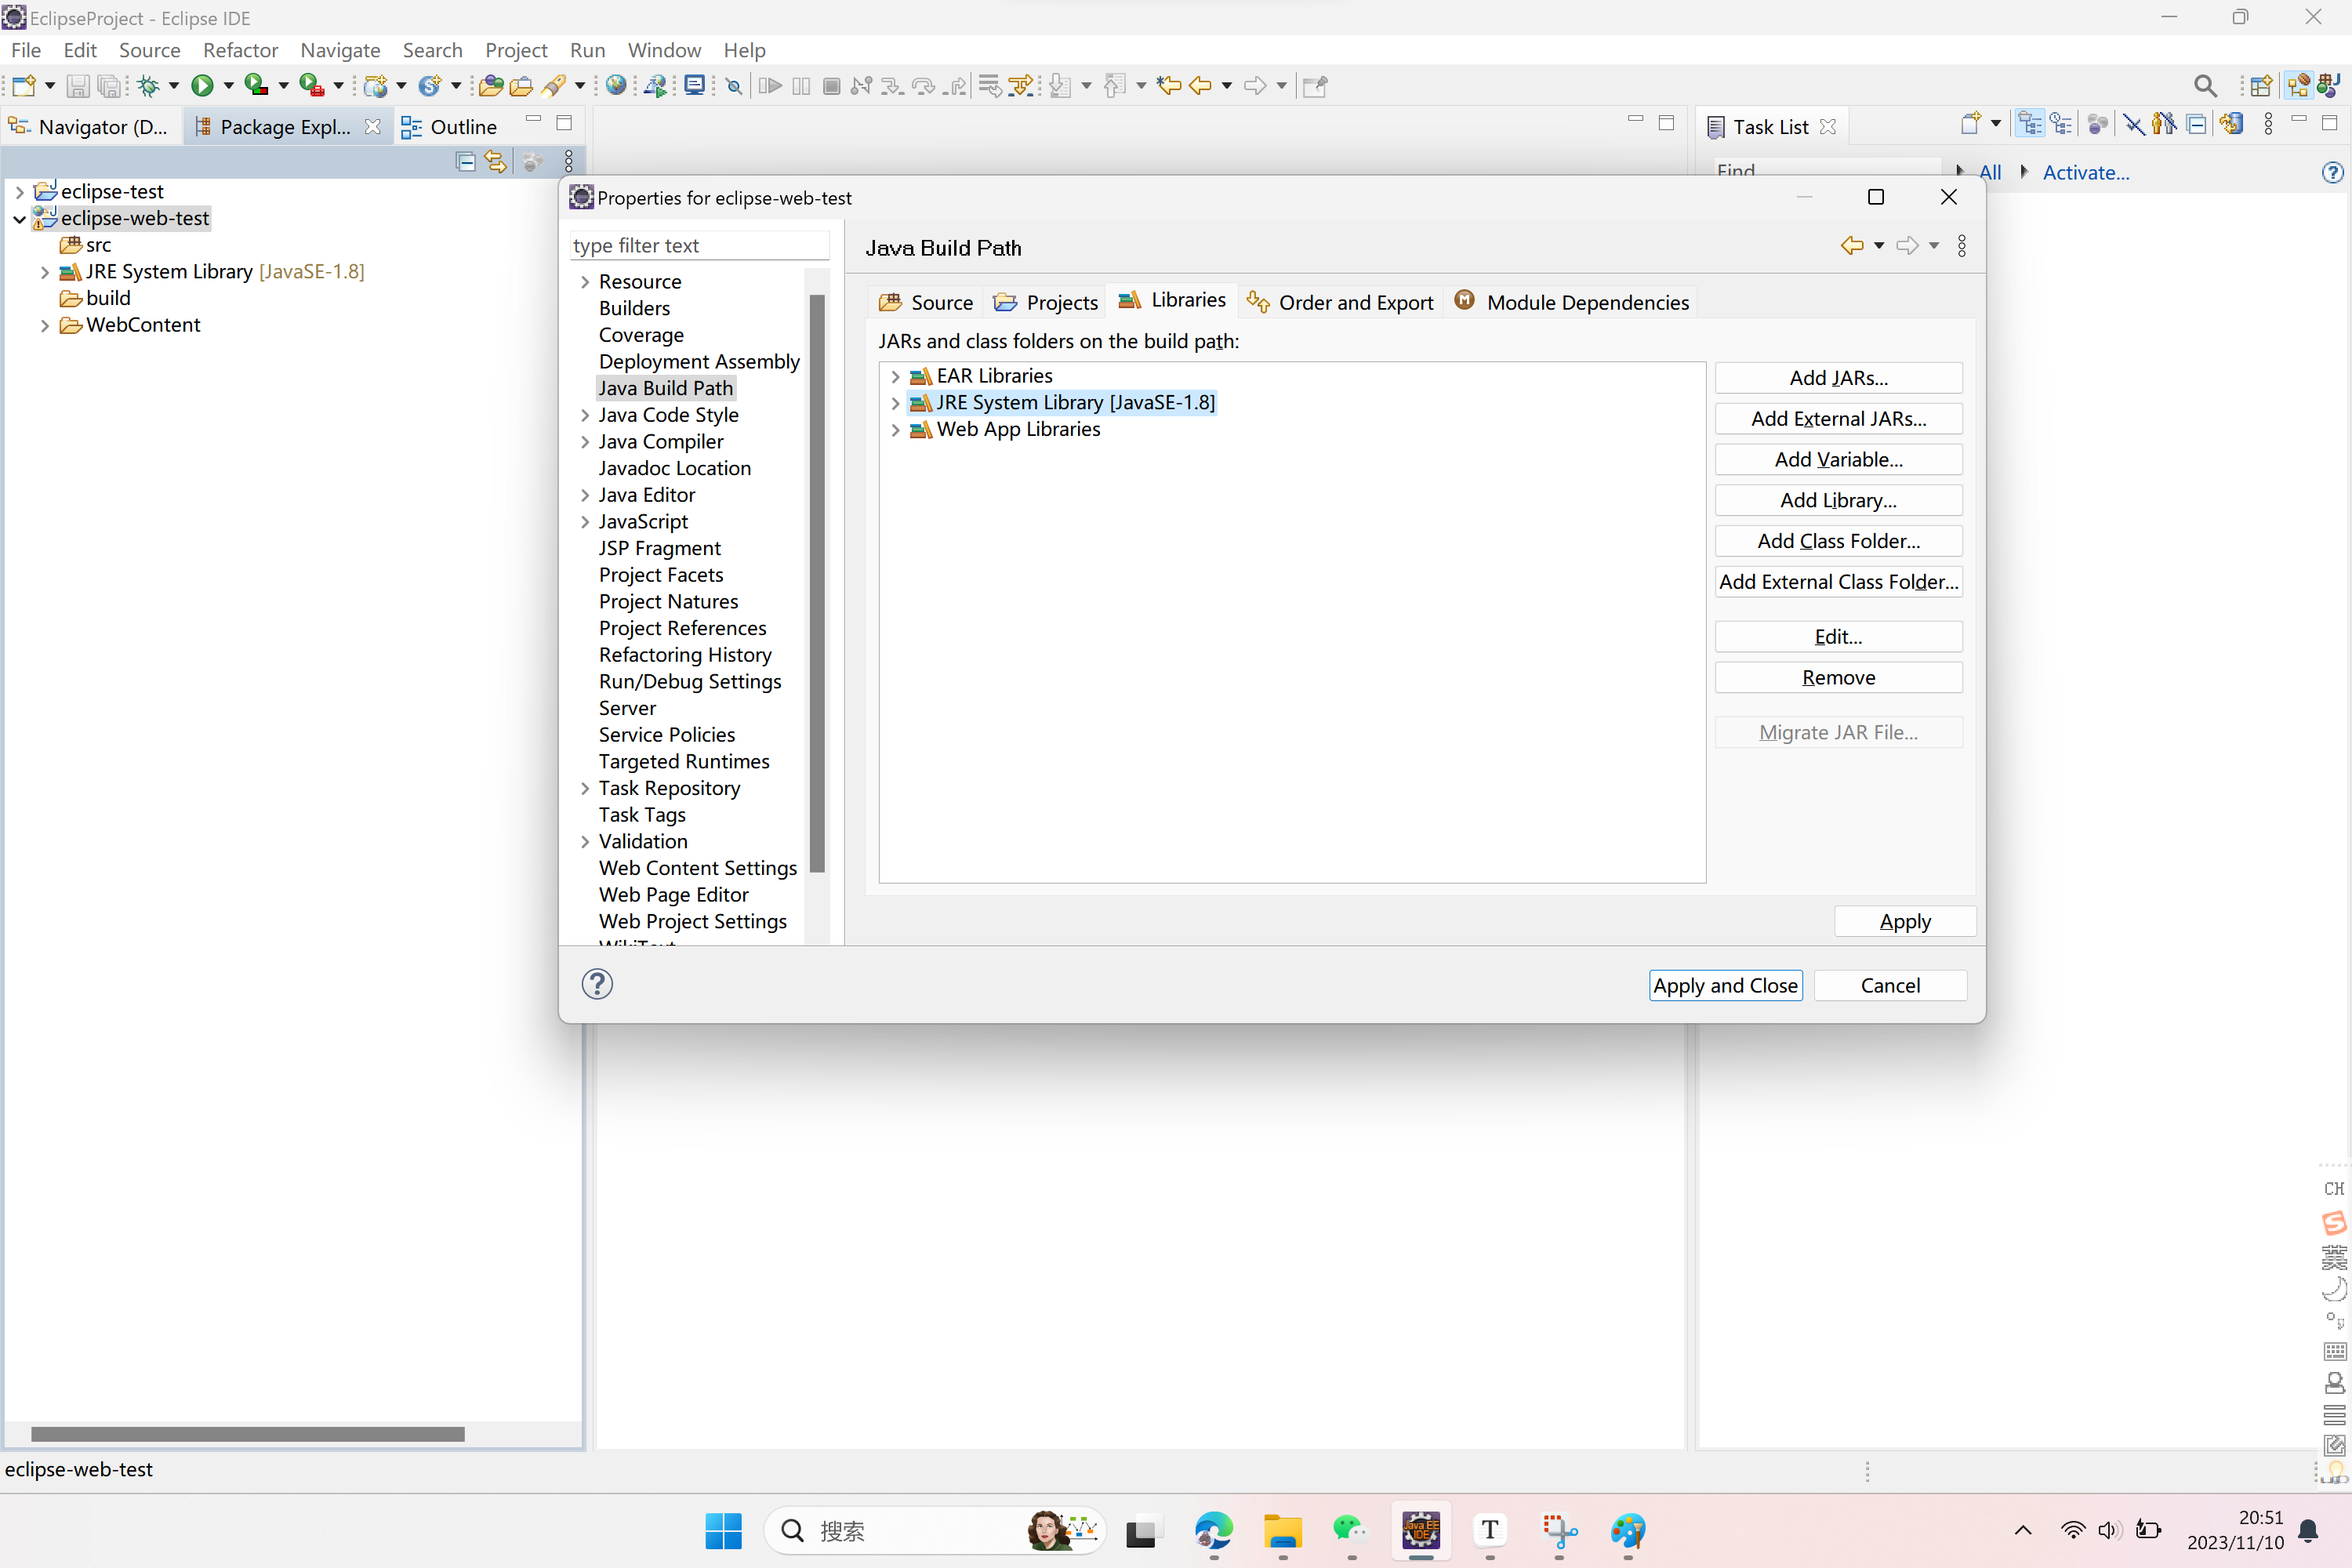 EclipseProject - Eclipse IDE
File Edit Source Refactor Navigate Search Project Run Window Help
Navigator (D... Package Expl... Outline
Task List
Find All Activate...
eclipse-test
eclipse-web-test
src
JRE System Library [JavaSE-1.8]
build
WebContent
Properties for eclipse-web-test
type filter text
Resource
Builders
Coverage
Deployment Assembly
Java Build Path
Java Code Style
Java Compiler
Javadoc Location
Java Editor
JavaScript
JSP Fragment
Project Facets
Project Natures
Project References
Refactoring History
Run/Debug Settings
Server
Service Policies
Targeted Runtimes
Task Repository
Task Tags
Validation
Web Content Settings
Web Page Editor
Web Project Settings
WikiText
Java Build Path
Source Projects Libraries Order and Export Module Dependencies
JARs and class folders on the build path:
EAR Libraries
JRE System Library [JavaSE-1.8]
Web App Libraries
Add JARs...
Add External JARs...
Add Variable...
Add Library...
Add Class Folder...
Add External Class Folder...
Edit...
Remove
Migrate JAR File...
Apply
Apply and Close Cancel
CH
英
eclipse-web-test
搜索
Java EE
IDE
T
20:51
2023/11/10